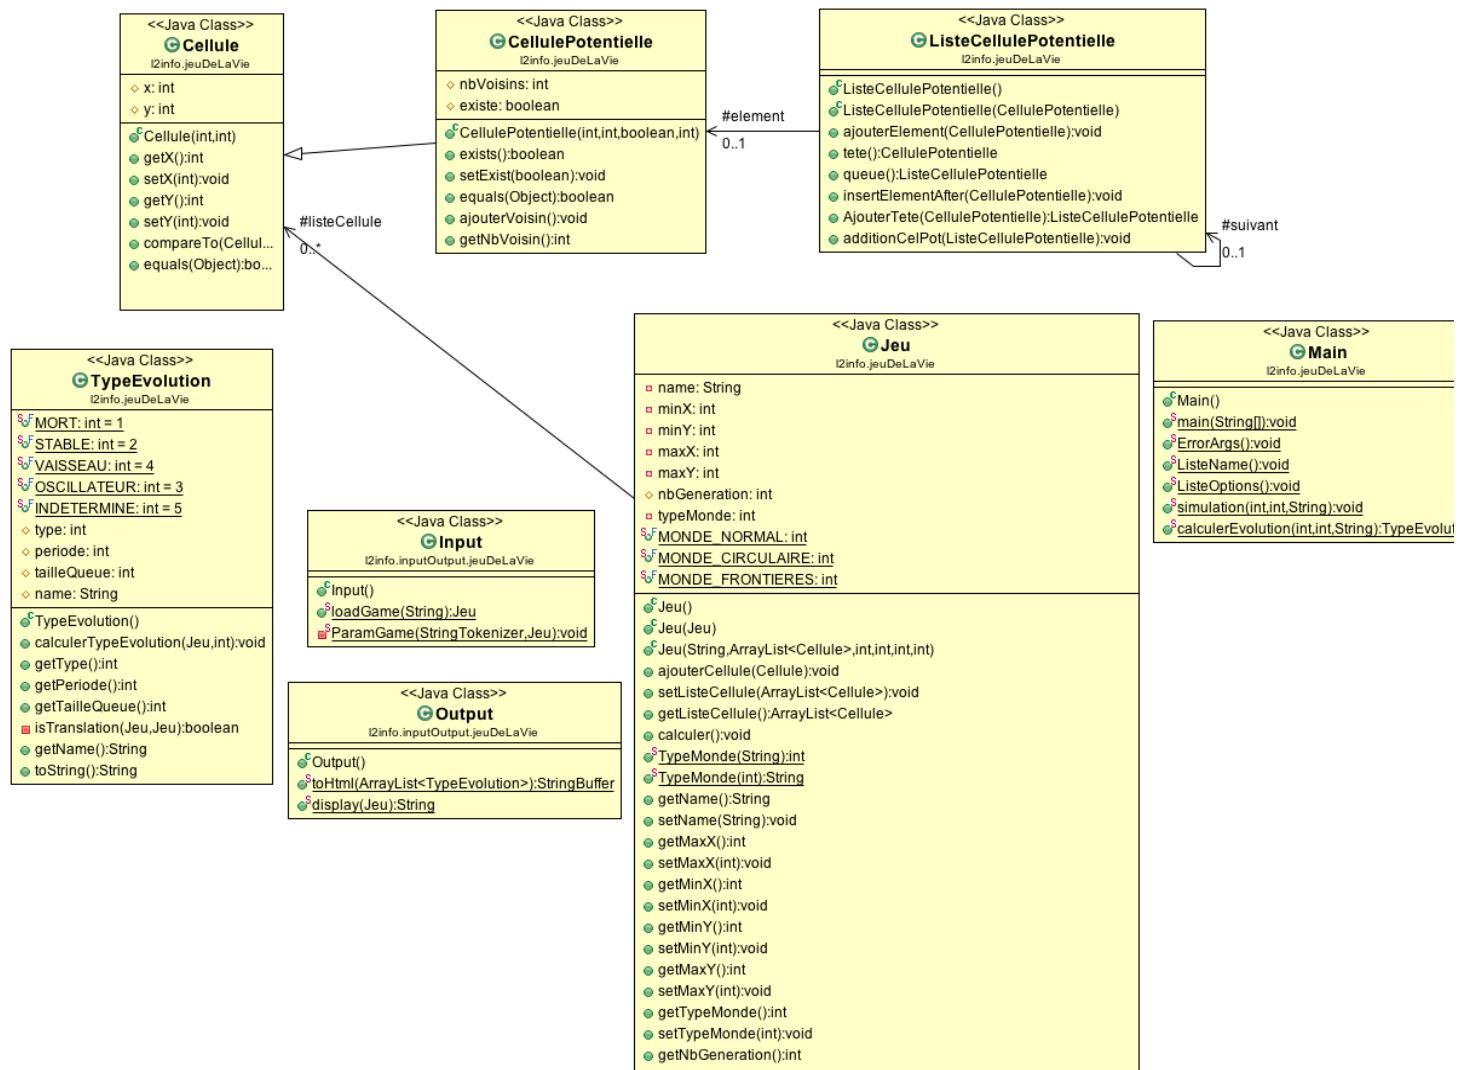 <<Java Class>>
Cellule
l2info.jeuDeLaVie
x: int
y: int
Cellule(int,int)
getX():int
setX(int):void
getY():int
setY(int):void
compareTo(Cellul...
equals(Object):bo...
<<Java Class>>
CellulePotentielle
l2info.jeuDeLaVie
nbVoisins: int
existe: boolean
CellulePotentielle(int,int,boolean,int)
exists():boolean
setExist(boolean):void
equals(Object):boolean
ajouterVoisin():void
getNbVoisin():int
#element
0..1
<<Java Class>>
ListeCellulePotentielle
l2info.jeuDeLaVie
ListeCellulePotentielle()
ListeCellulePotentielle(CellulePotentielle)
ajouterElement(CellulePotentielle):void
tete():CellulePotentielle
queue():ListeCellulePotentielle
insertElementAfter(CellulePotentielle):void
AjouterTete(CellulePotentielle):ListeCellulePotentielle
additionCelPot(ListeCellulePotentielle):void
#suivant
0..1
#listeCellule
0..*
<<Java Class>>
TypeEvolution
l2info.jeuDeLaVie
MORT: int = 1
STABLE: int = 2
VAISSEAU: int = 4
OSCILLATEUR: int = 3
INDETERMINE: int = 5
type: int
periode: int
tailleQueue: int
name: String
TypeEvolution()
calculerTypeEvolution(Jeu,int):void
getType():int
getPeriode():int
getTailleQueue():int
isTranslation(Jeu,Jeu):boolean
getName():String
toString():String
<<Java Class>>
Input
l2info.inputOutput.jeuDeLaVie
Input()
loadGame(String):Jeu
ParamGame(StringTokenizer,Jeu):void
<<Java Class>>
Output
l2info.inputOutput.jeuDeLaVie
Output()
toHtml(ArrayList<TypeEvolution>):StringBuffer
display(Jeu):String
<<Java Class>>
Jeu
l2info.jeuDeLaVie
name: String
minX: int
minY: int
maxX: int
maxY: int
nbGeneration: int
typeMonde: int
MONDE_NORMAL: int
MONDE_CIRCULAIRE: int
MONDE_FRONTIERES: int
Jeu()
Jeu(Jeu)
Jeu(String,ArrayList<Cellule>,int,int,int,int)
ajouterCellule(Cellule):void
setListeCellule(ArrayList<Cellule>):void
getListeCellule():ArrayList<Cellule>
calculer():void
TypeMonde(String):int
TypeMonde(int):String
getName():String
setName(String):void
getMaxX():int
setMaxX(int):void
getMinX():int
setMinX(int):void
getMinY():int
setMinY(int):void
getMaxY():int
setMaxY(int):void
getTypeMonde():int
setTypeMonde(int):void
getNbGeneration():int
<<Java Class>>
Main
l2info.jeuDeLaVie
Main()
main(String[]):void
ErrorArgs():void
ListeName():void
ListeOptions():void
simulation(int,int,String):void
calculerEvolution(int,int,String):TypeEvolut